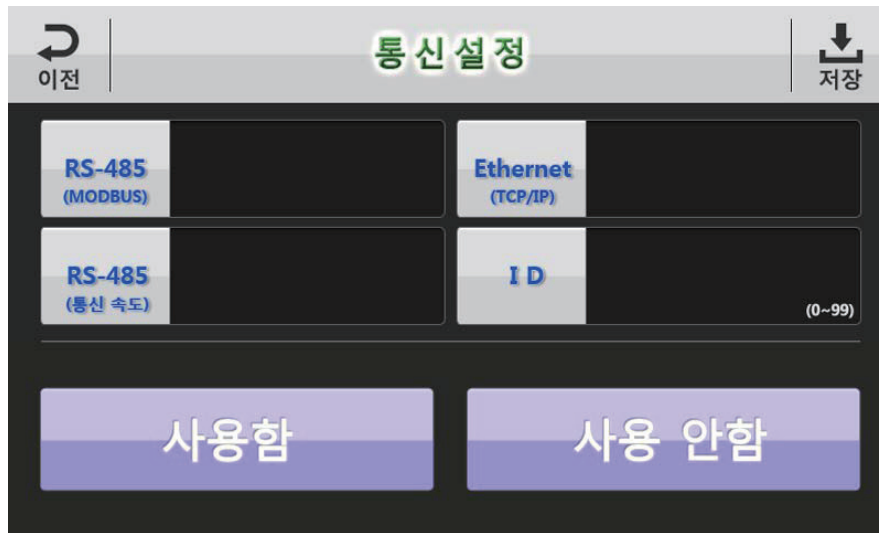 이전
통신설정
저장
RS-485
(MODBUS)
Ethernet
(TCP/IP)
RS-485
(통신 속도)
I D
(0~99)
사용함
사용 안함